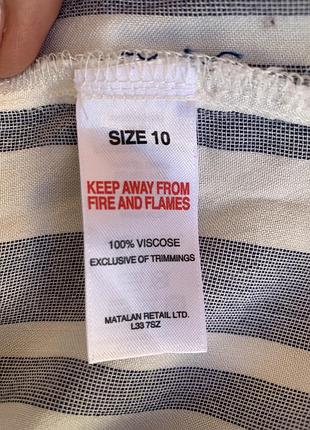 SIZE 10
KEEP AWAY FROM
FIRE AND FLAMES
100% VISCOSE
EXCLUSIVE OF TRIMMINGS
MATALAN RETAIL LTD.
L33 7SZ